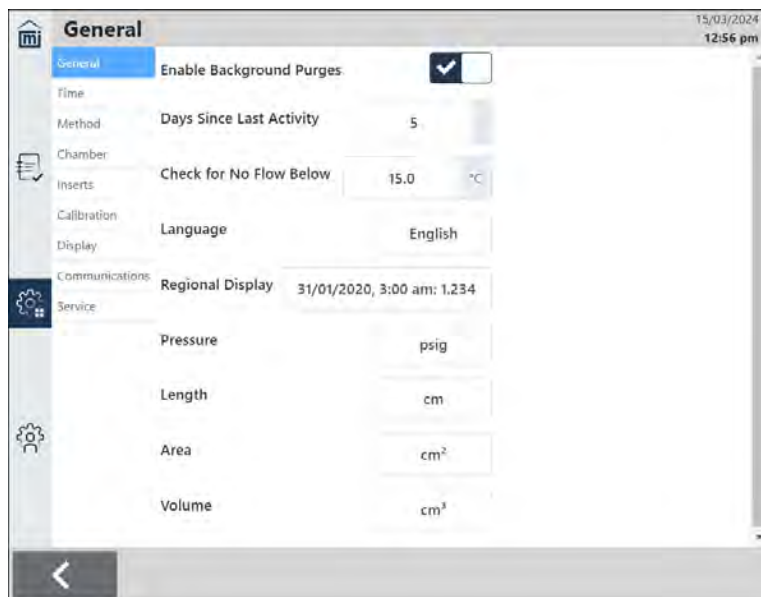 mi
General
15/03/2024
12:56 pm
General
Time
Method
Chamber
Inserts
Calibration
Display
Communications
Service
Enable Background Purges
Days Since Last Activity 5
Check for No Flow Below 15.0 °C
Language English
Regional Display 31/01/2020, 3:00 am: 1.234
Pressure psig
Length cm
Area cm²
Volume cm³